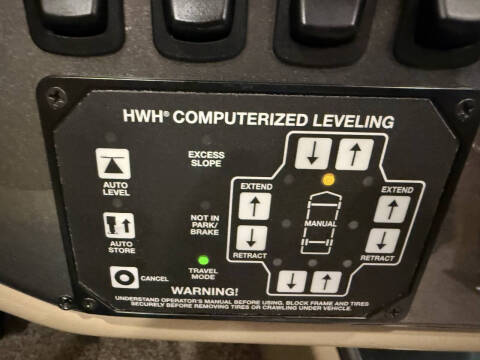 HWH® COMPUTERIZED LEVELING
EXCESS
SLOPE
AUTO
LEVEL
EXTEND
EXTEND
NOT IN
PARK/
BRAKE
MANUAL
AUTO
STORE
RETRACT
RETRACT
TRAVEL
MODE
CANCEL
WARNING!
UNDERSTAND OPERATOR'S MANUAL BEFORE USING. BLOCK FRAME AND TIRES
SECURELY BEFORE REMOVING TIRES OR CRAWLING UNDER VEHICLE.